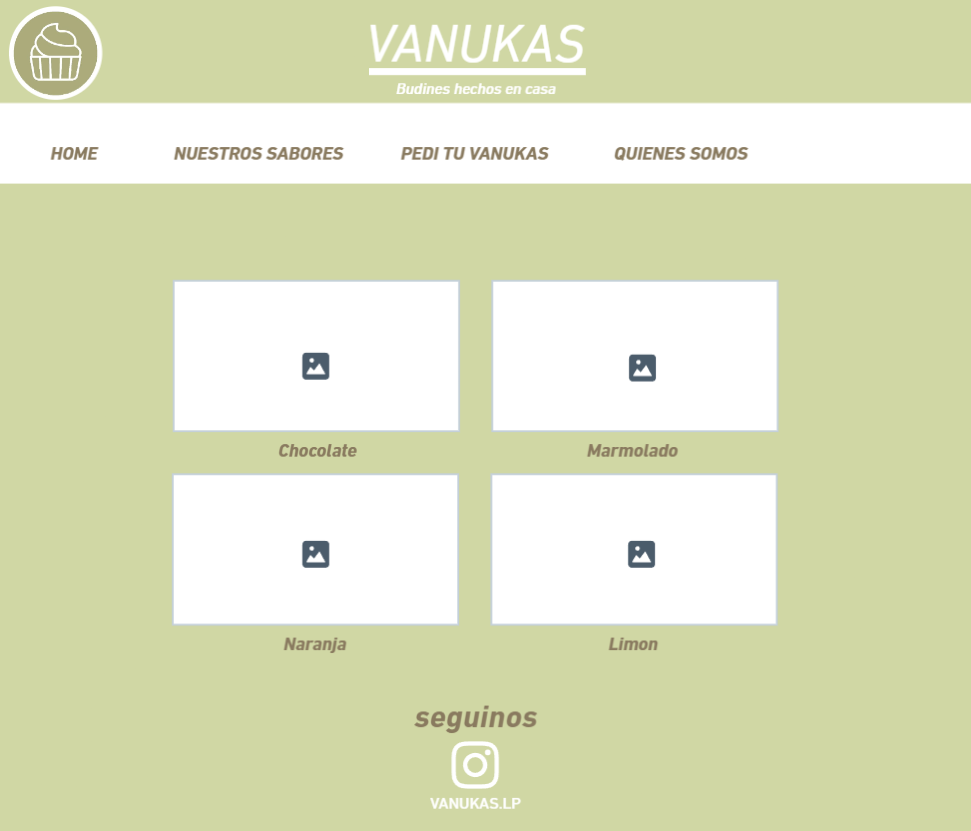 VANUKAS
Budines hechos en casa
HOME NUESTROS SABORES PEDI TU VANUKAS QUIENES SOMOS
Chocolate Marmolado
Naranja Limon
seguinos
VANUKAS.LP